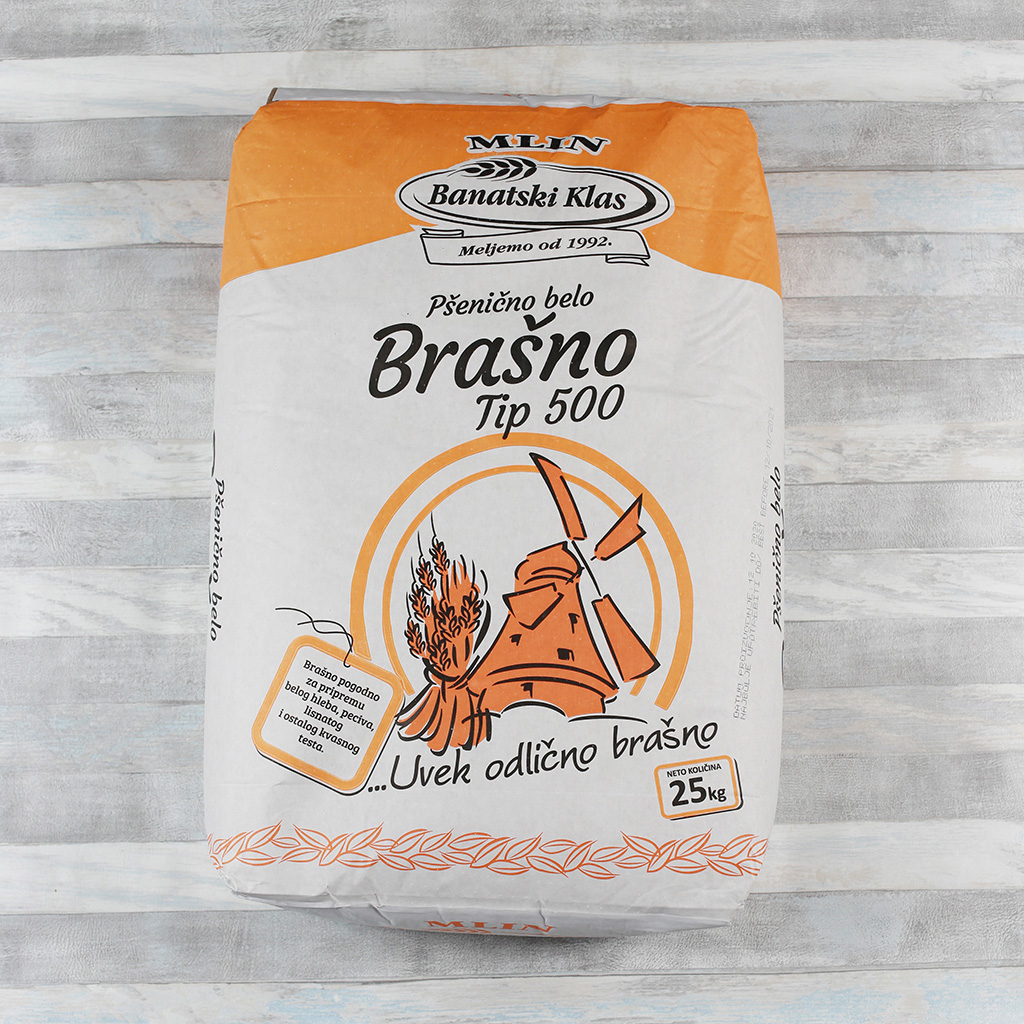 MLIN
Banatski Klas
Meljemo od 1992.
Pšenično belo
Brašno
Tip 500
Pšenično belo
Pšenično belo
Brašno pogodno
za pripremu
belog hleba, peciva,
lisnatog
i ostalog kvasnog
testa.
...Uvek odlično brašno
NETO KOLIČINA
25kg
MLIN